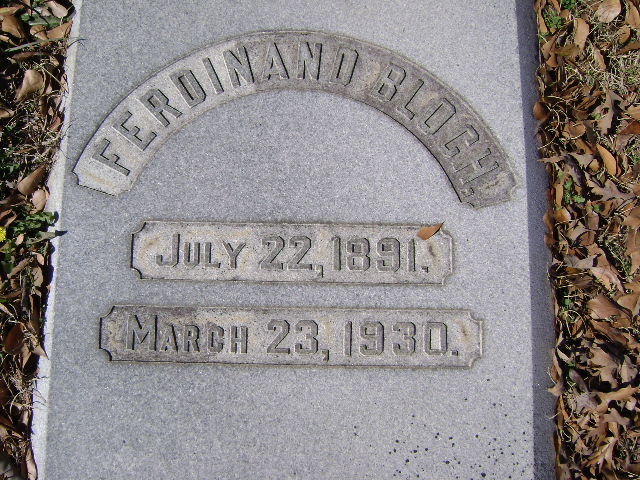 FERDINAND BLOCH.
JULY 22, 1891.
MARCH 23, 1930.